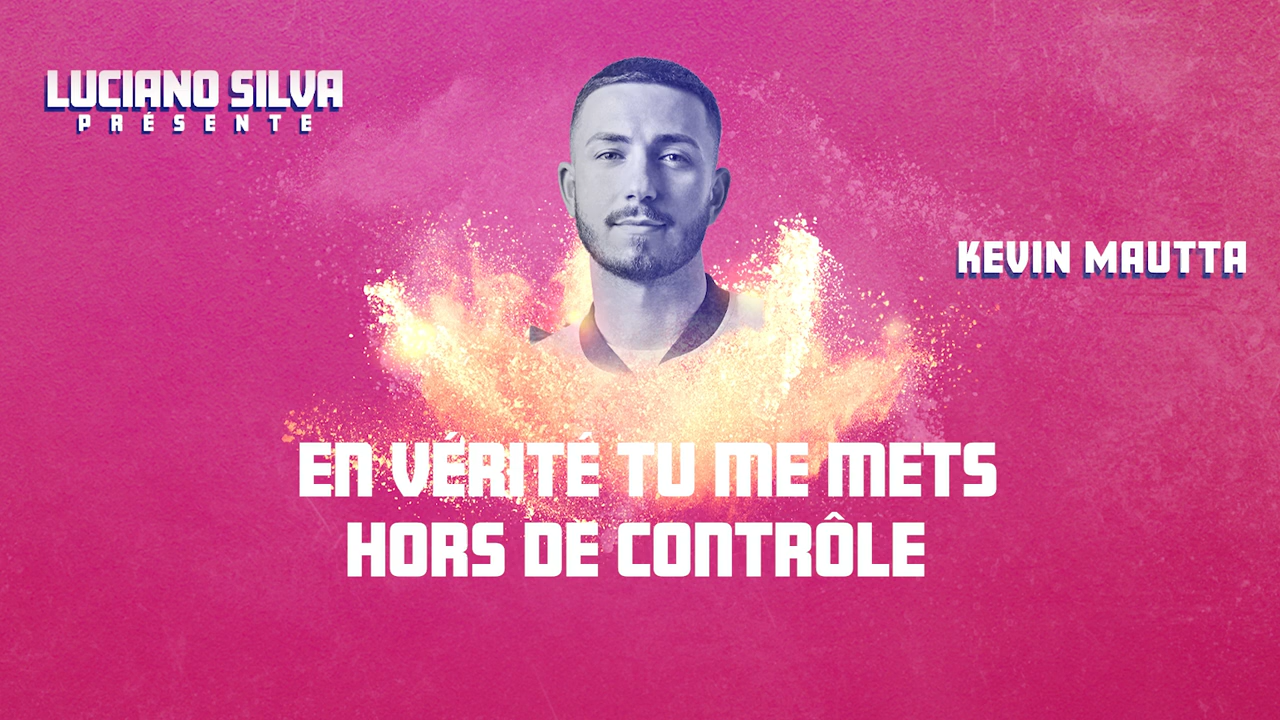 LUCIANO SILVA
PRÉSENTE
KEVIN MAUTTA
EN VÉRITÉ TU ME METS
HORS DE CONTRÔLE